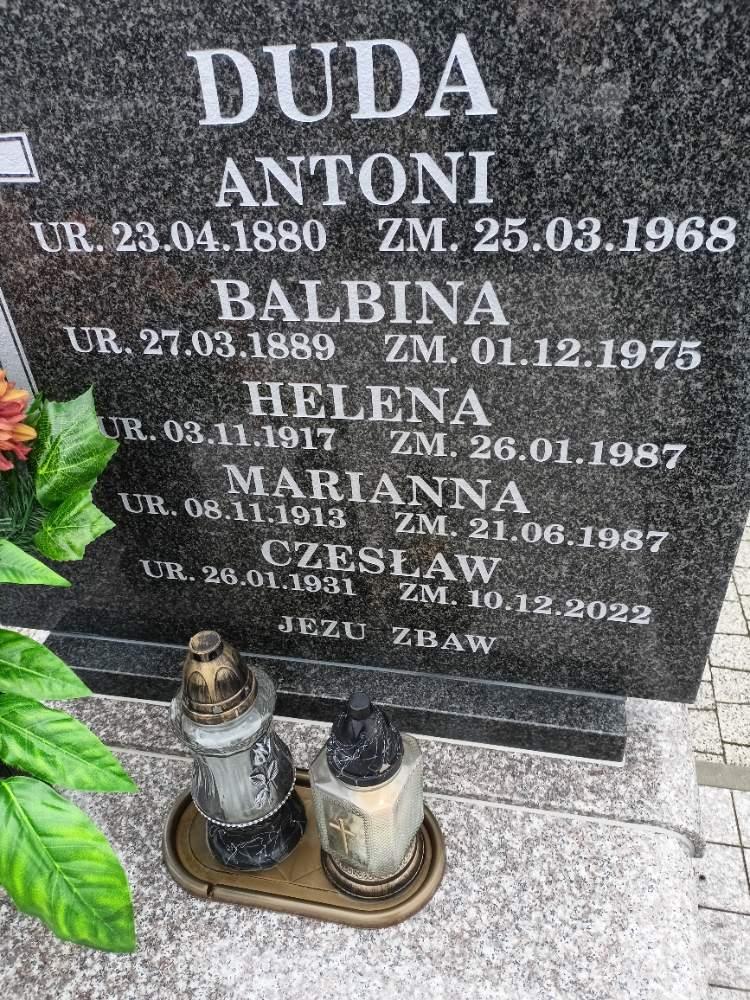 DUDA
ANTONI
UR. 23.04.1880 ZM. 25.03.1968
BALBINA
UR. 27.03.1889 ZM. 01.12.1975
HELENA
UR. 03.11.1917 ZM. 26.01.1987
MARIANNA
UR. 08.11.1913 ZM. 21.06.1987
CZESŁAW
UR. 26.01.1931 ZM. 10.12.2022
JEZU ZBAW